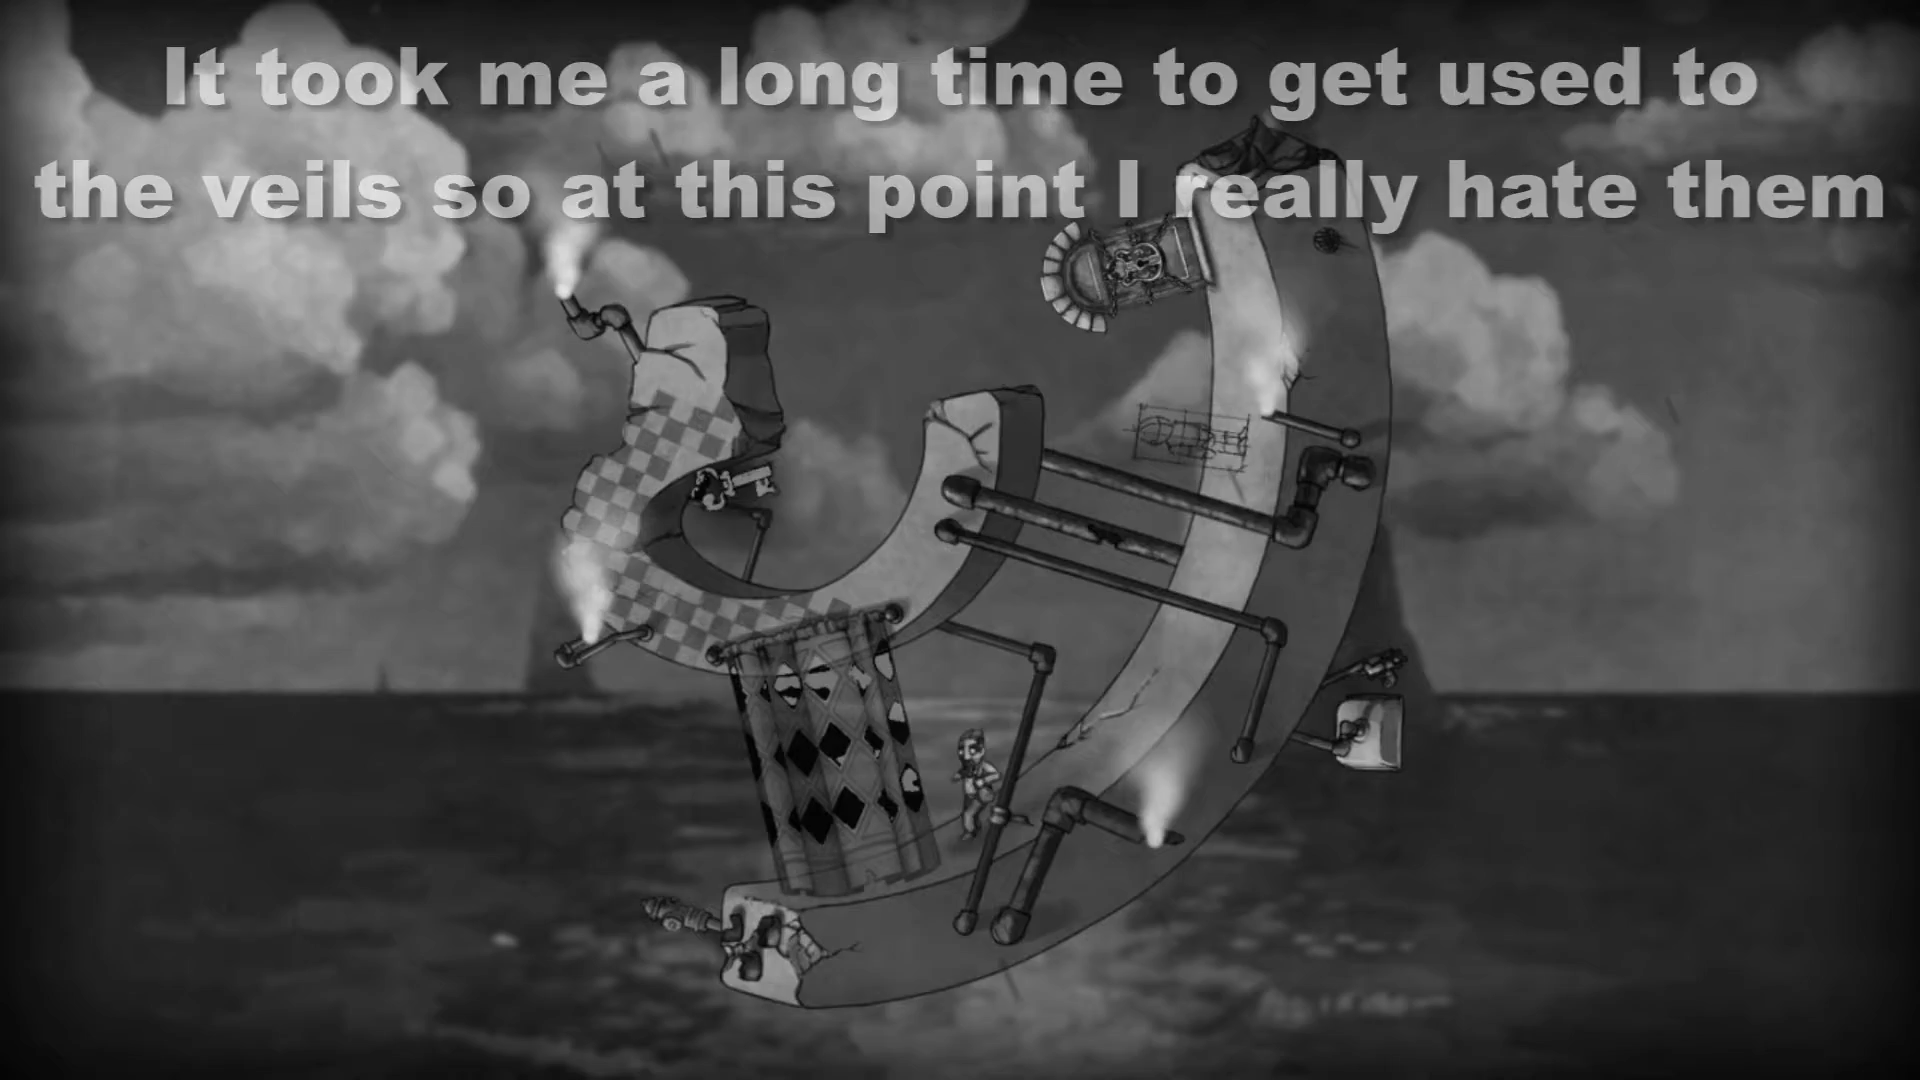 It took me a long time to get used to
the veils so at this point I really hate them